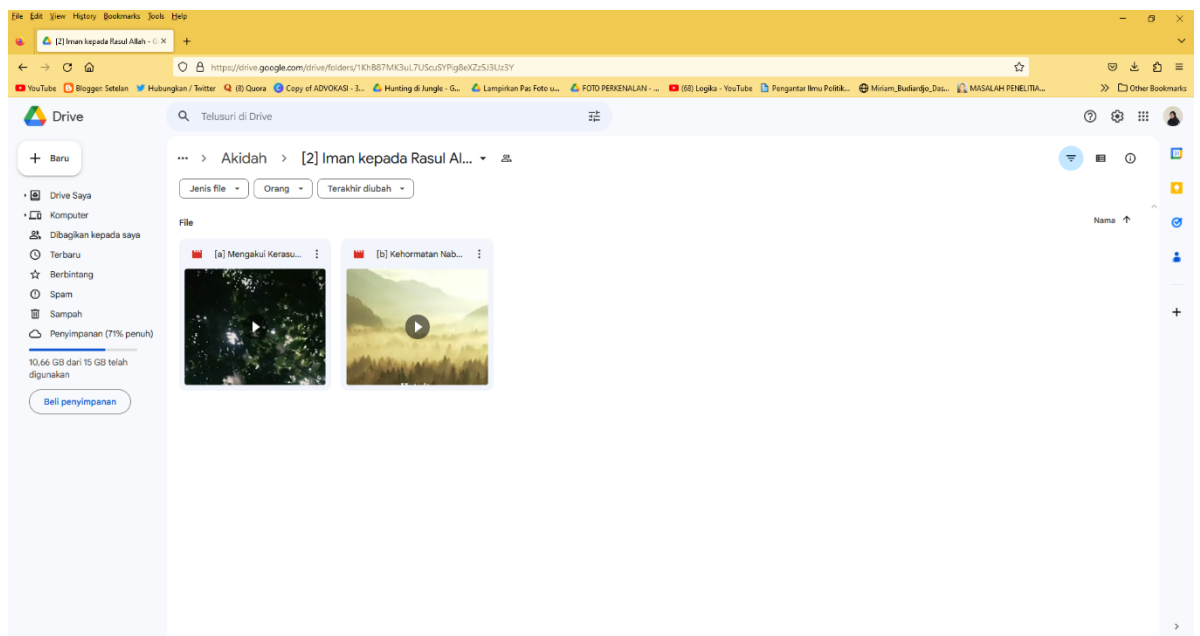 File Edit View History Bookmarks Tools Help
[2] Iman kepada Rasul Allah -
https://drive.google.com/drive/folders/1KhB87MK3uL7UScuSYPig8eXZz5J3Uz3Y
YouTube Blogger: Setelan Hubungkan / Twitter (8) Quora Copy of ADVOKASI - 3... Hunting di Jungle - G... Lampirkan Pas Foto u... FOTO PERKENALAN - ... (68) Logika - YouTube Pengantar Ilmu Politik... Miriam_Budiardjo_Das... MASALAH PENELITIA... Other Bookmarks
Drive
Telusuri di Drive
Baru
... > Akidah > [2] Iman kepada Rasul Al...
Jenis file Orang Terakhir diubah
Drive Saya
Komputer
Dibagikan kepada saya
Terbaru
Berbintang
Spam
Sampah
Penyimpanan (71% penuh)
10,66 GB dari 15 GB telah
digunakan
Beli penyimpanan
File
Nama
[a] Mengakui Kerasu...
[b] Kehormatan Nab...